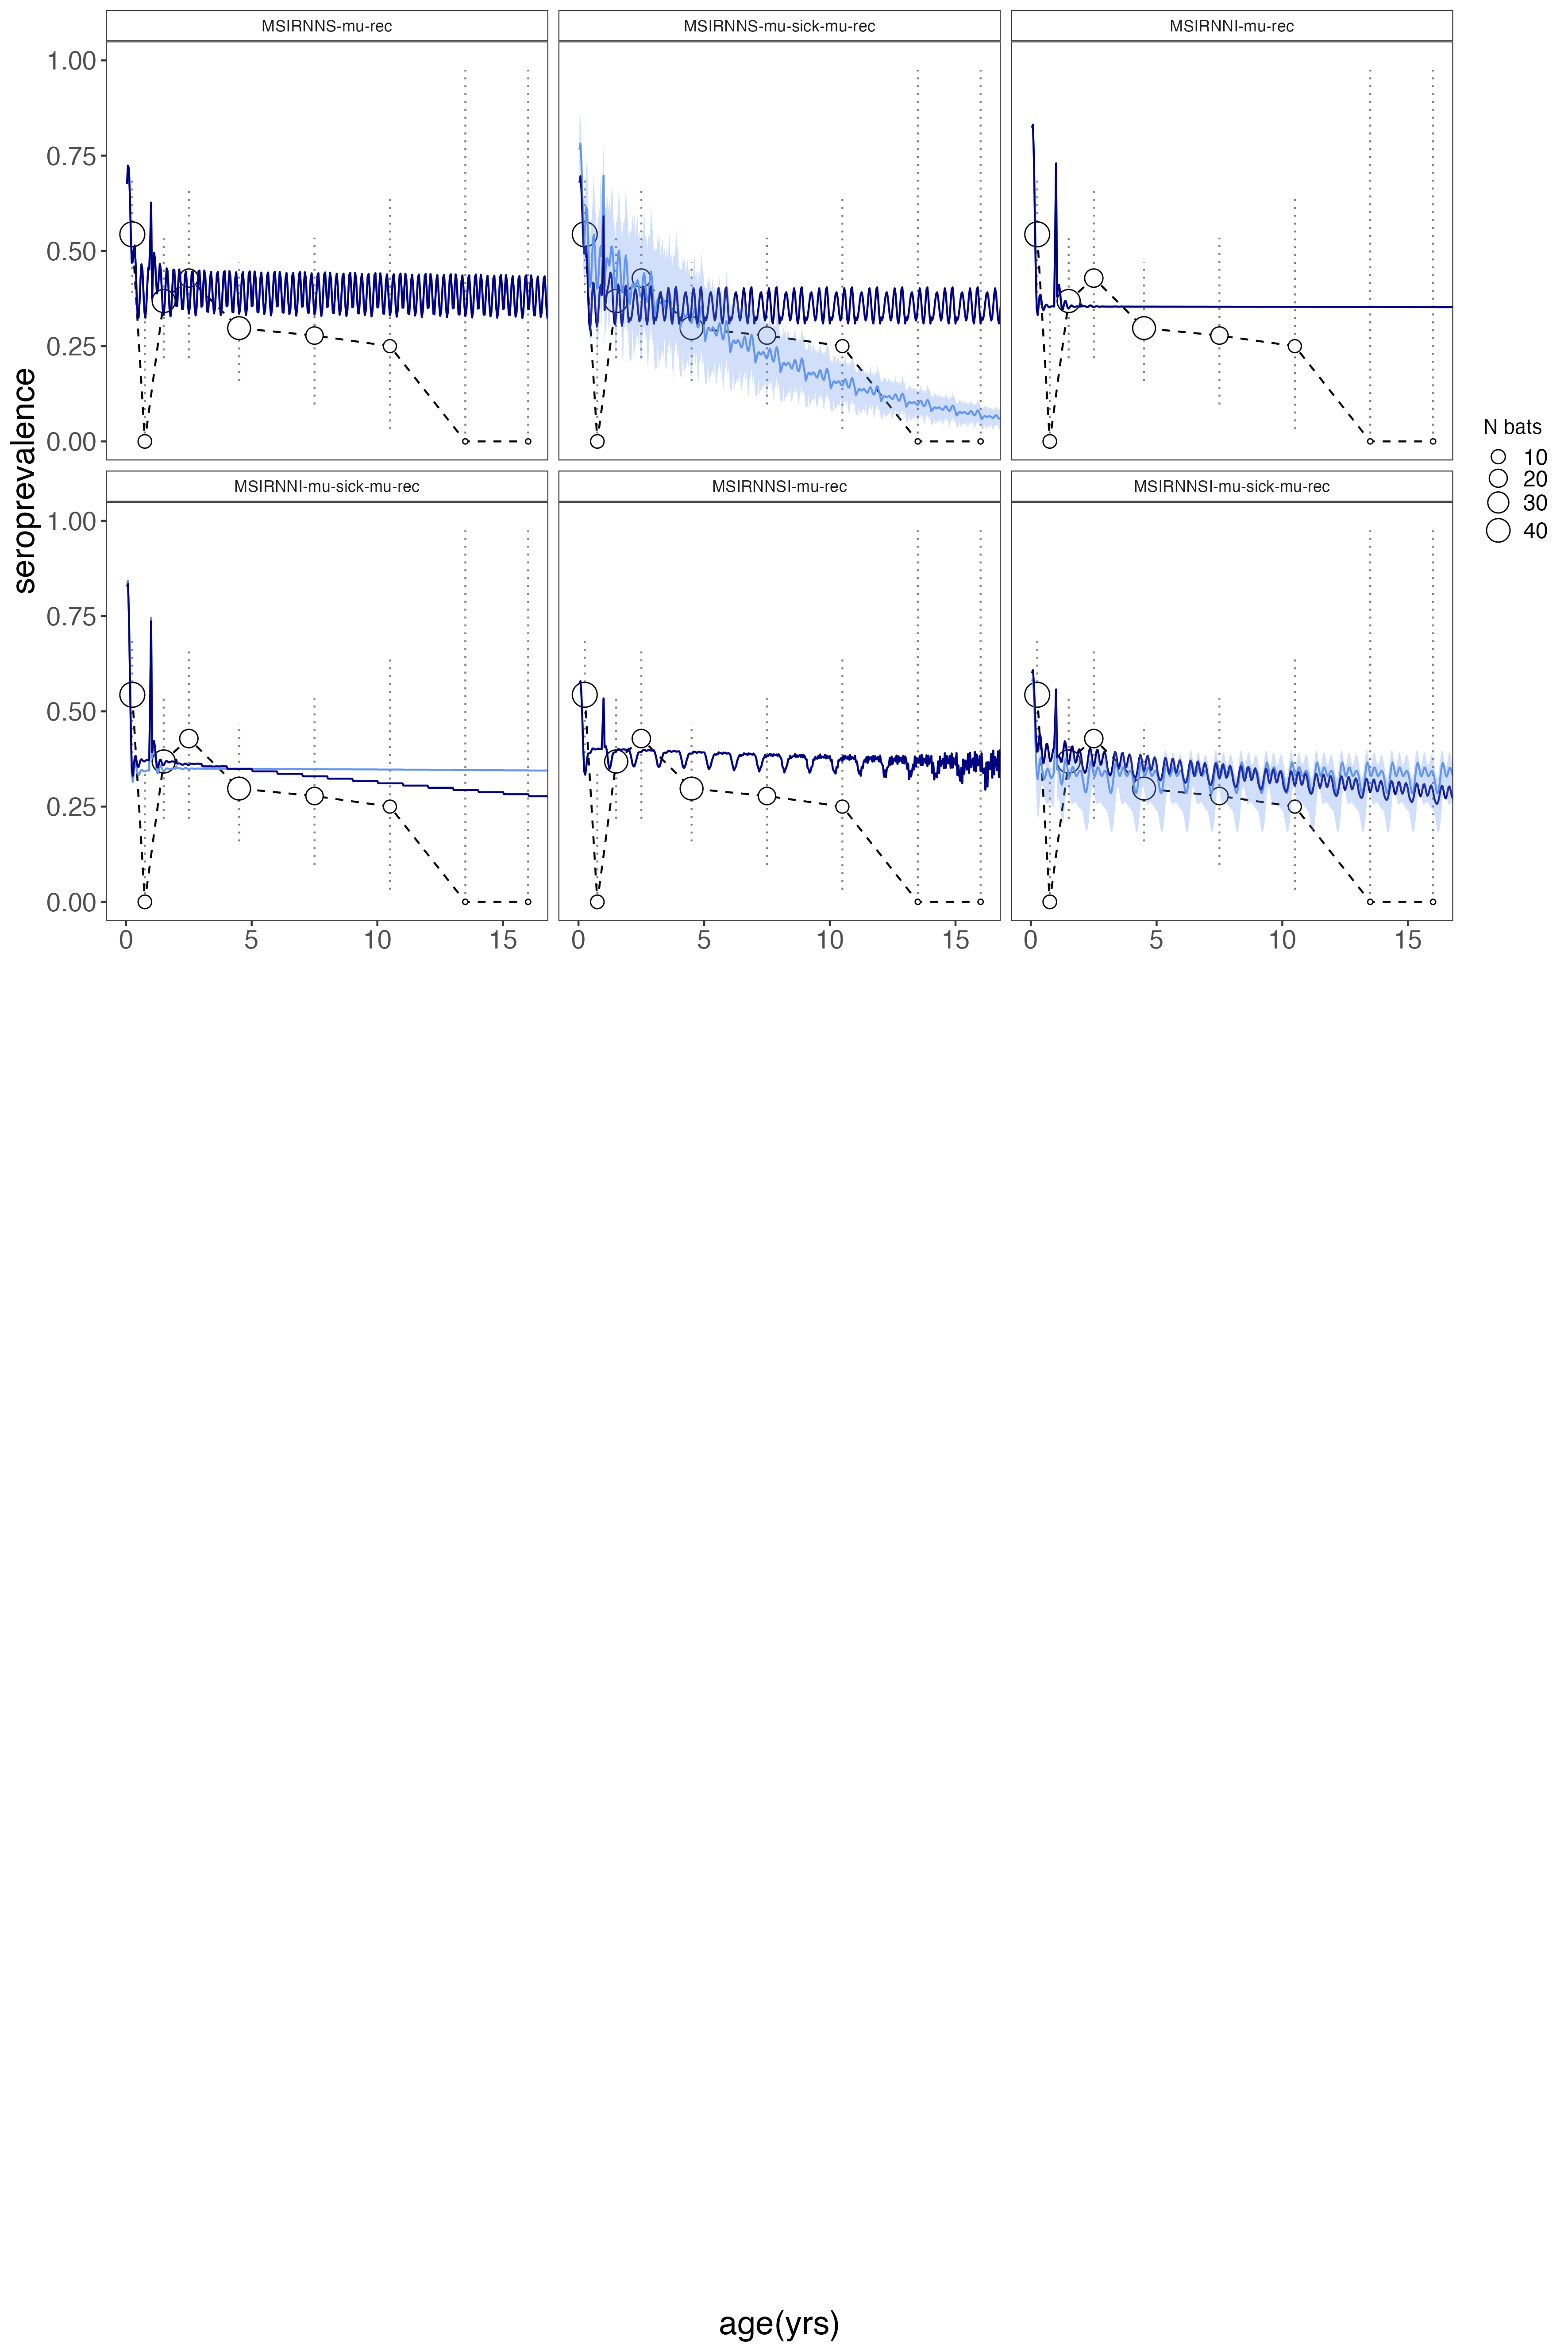 MSIRNNS-mu-rec
MSIRNNS-mu-sick-mu-rec
MSIRNNI-mu-rec
1.00
0.75
0.50
0.25
0.00
MSIRNNI-mu-sick-mu-rec
MSIRNNSI-mu-rec
MSIRNNSI-mu-sick-mu-rec
1.00
0.75
0.50
0.25
0.00
0 5 10 15
0 5 10 15
0 5 10 15
seroprevalence
age(yrs)
N bats
10
20
30
40